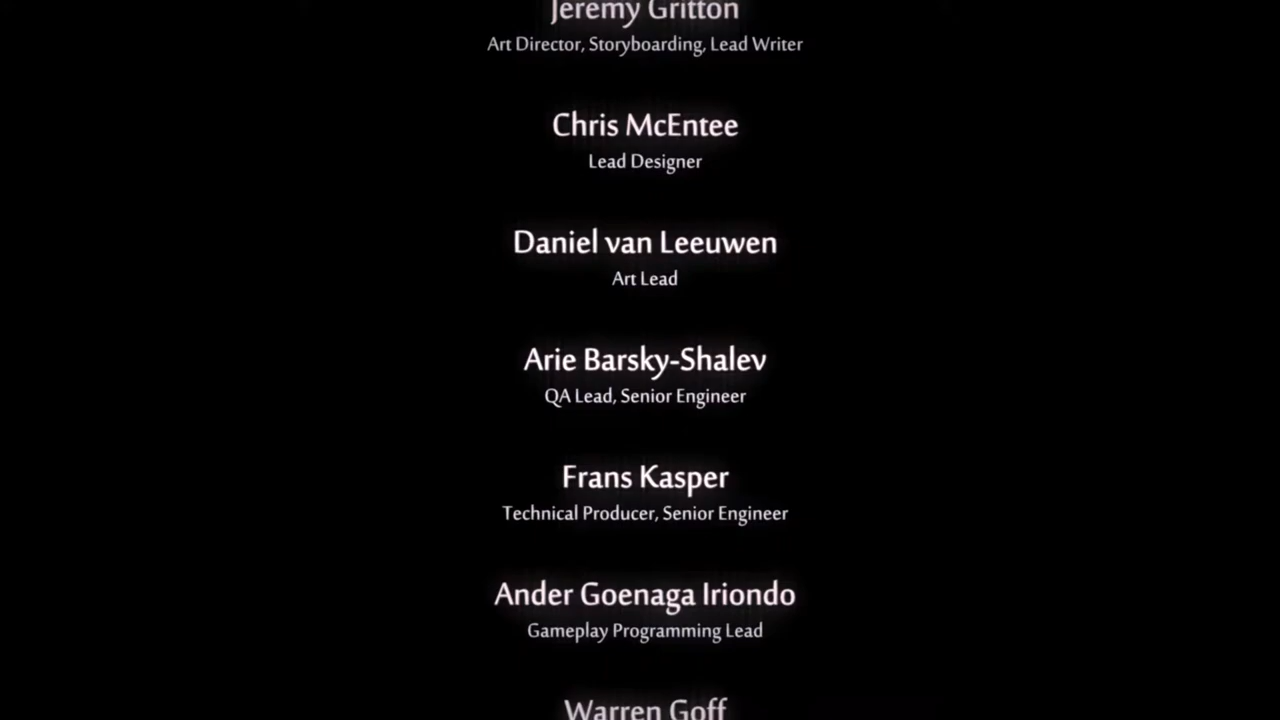 Jeremy Gritton
Art Director, Storyboarding, Lead Writer
Chris McEntee
Lead Designer
Daniel van Leeuwen
Art Lead
Arie Barsky-Shalev
QA Lead, Senior Engineer
Frans Kasper
Technical Producer, Senior Engineer
Ander Goenaga Iriondo
Gameplay Programming Lead
Warren Goff